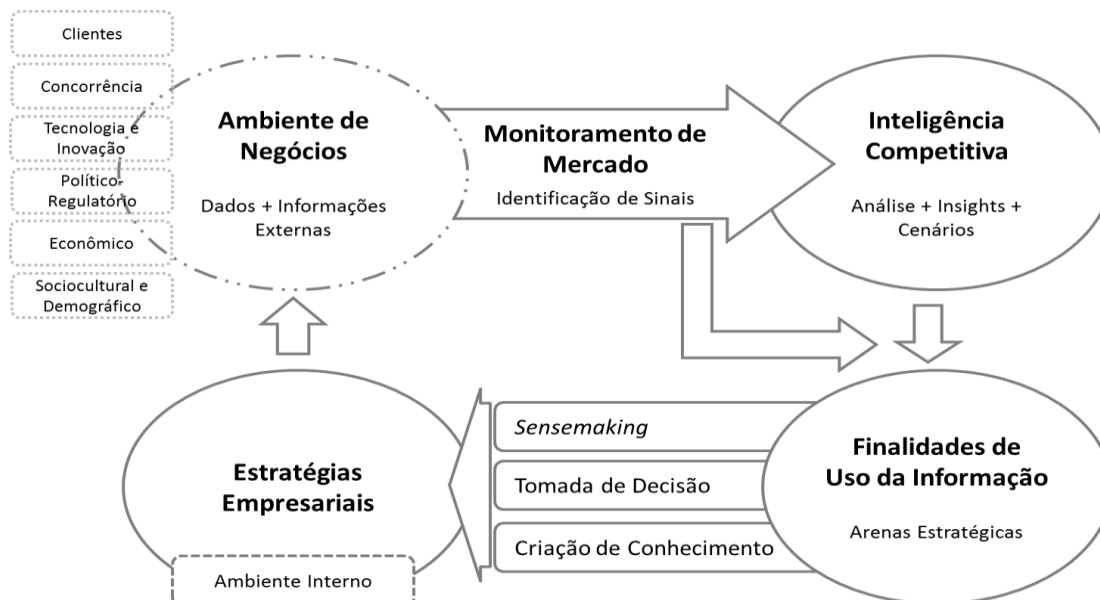 Clientes
Concorrência
Tecnologia e
Inovação
Político-
Regulatório
Econômico
Sociocultural e
Demográfico
Ambiente de
Negócios
Dados + Informações
Externas
Monitoramento de
Mercado
Identificação de Sinais
Inteligência
Competitiva
Análise + Insights +
Cenários
Finalidades de
Uso da Informação
Arenas Estratégicas
Sensemaking
Tomada de Decisão
Criação de Conhecimento
Estratégias
Empresariais
Ambiente Interno